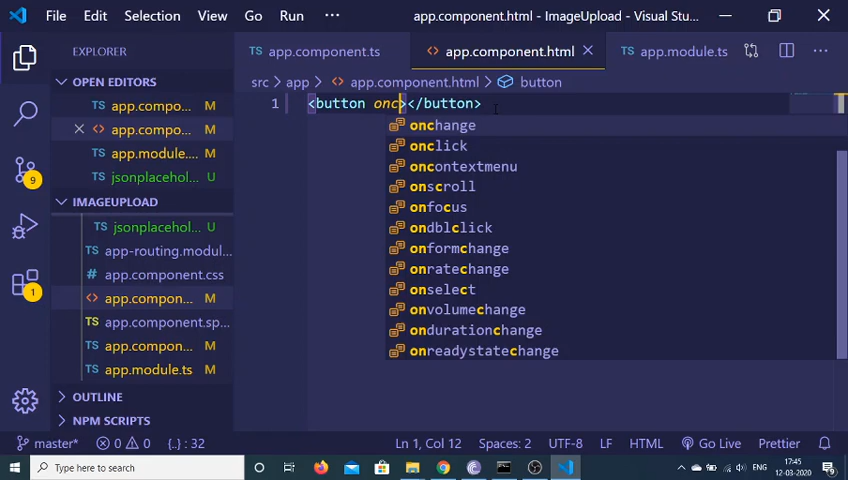 File Edit Selection View Go Run ··· app.component.html - ImageUpload - Visual Stu...
EXPLORER
TS app.component.ts <> app.component.html TS app.module.ts ···
OPEN EDITORS
src > app > <> app.component.html > button
TS app.compo... M
<> app.compo... M
TS app.module.... M
TS jsonplacehol... U
1 <button onc></button>
onchange
onclick
oncontextmenu
onscroll
onfocus
ondblclick
onformchange
onratechange
onselect
onvolumechange
ondurationchange
onreadystatechange
IMAGEUPLOAD
TS jsonplacehol... U
TS app-routing.modul...
# app.component.css
<> app.compon... M
TS app.component.sp...
TS app.compon... M
TS app.module.ts M
OUTLINE
NPM SCRIPTS
9
1
master* 0 0 {..} : 32 Ln 1, Col 12 Spaces: 2 UTF-8 LF HTML Go Live Prettier
Type here to search
ENG
17:45
12-03-2020